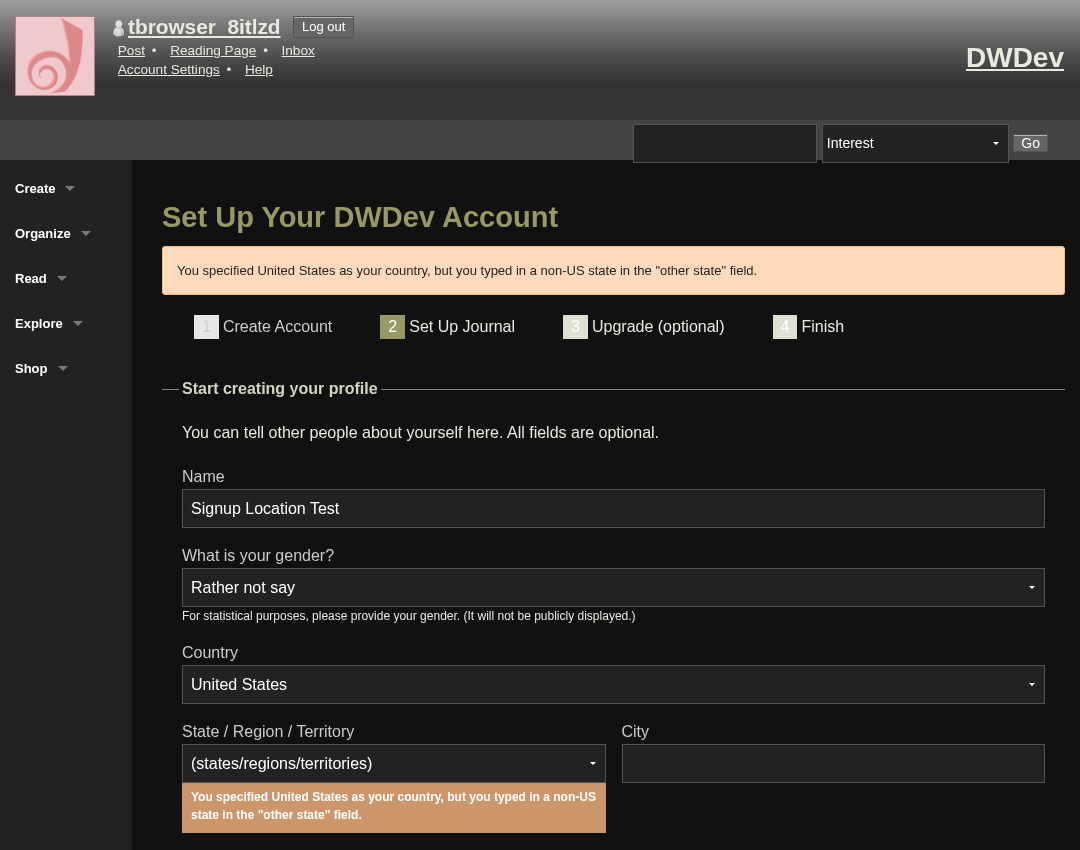 tbrowser_8itlzd Log out
Post • Reading Page • Inbox
Account Settings • Help
DWDev
Interest Go
Create
Organize
Read
Explore
Shop
Set Up Your DWDev Account
You specified United States as your country, but you typed in a non-US state in the "other state" field.
1 Create Account 2 Set Up Journal 3 Upgrade (optional) 4 Finish
Start creating your profile
You can tell other people about yourself here. All fields are optional.
Name
Signup Location Test
What is your gender?
Rather not say
For statistical purposes, please provide your gender. (It will not be publicly displayed.)
Country
United States
State / Region / Territory City
(states/regions/territories)
You specified United States as your country, but you typed in a non-US
state in the "other state" field.